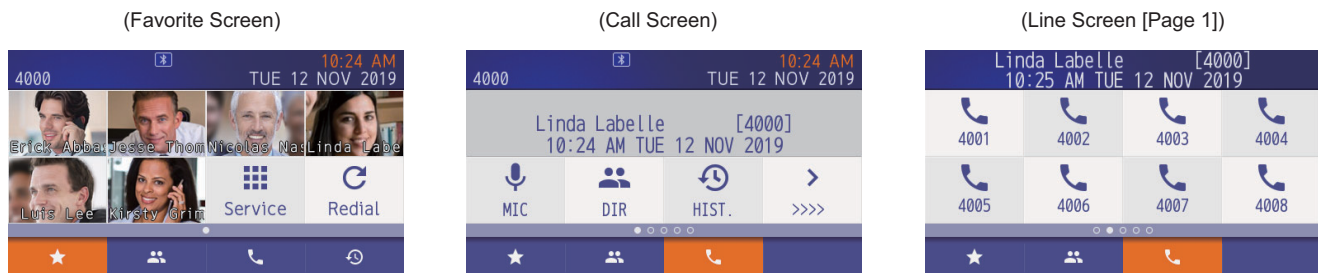 (Favorite Screen)
10:24 AM
4000 TUE 12 NOV 2019
Erick Abba Jesse Thom Nicolas Nas Linda Labe
Luis Lee Kirsty Grim Service Redial
(Call Screen)
10:24 AM
4000 TUE 12 NOV 2019
Linda Labelle [4000]
10:24 AM TUE 12 NOV 2019
MIC DIR HIST. >>>>
(Line Screen [Page 1])
Linda Labelle [4000]
10:25 AM TUE 12 NOV 2019
4001 4002 4003 4004
4005 4006 4007 4008